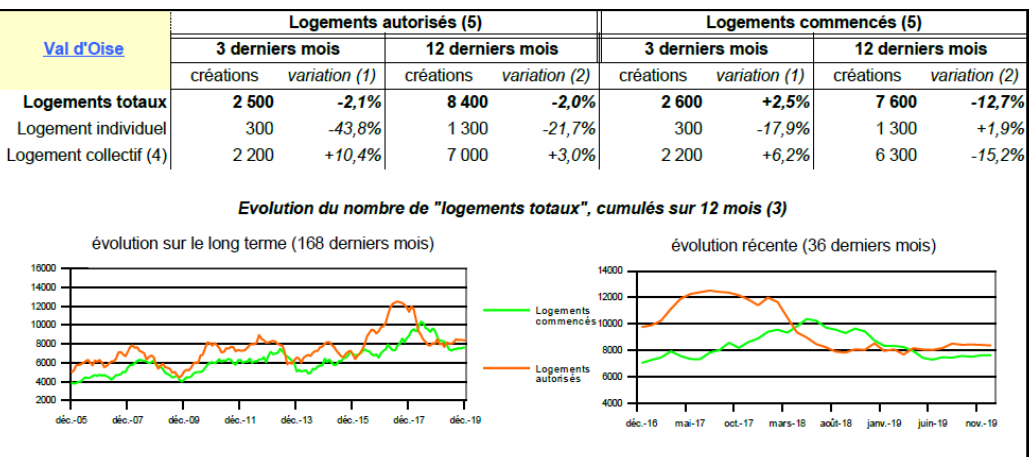 Logements autorisés (5) Logements commencés (5)
Val d'Oise 3 derniers mois 12 derniers mois 3 derniers mois 12 derniers mois
créations variation (1) créations variation (2) créations variation (1) créations variation (2)
Logements totaux 2 500 -2,1% 8 400 -2,0% 2 600 +2,5% 7 600 -12,7%
Logement individuel 300 -43,8% 1 300 -21,7% 300 -17,9% 1 300 +1,9%
Logement collectif (4) 2 200 +10,4% 7 000 +3,0% 2 200 +6,2% 6 300 -15,2%
Evolution du nombre de "logements totaux", cumulés sur 12 mois (3)
évolution sur le long terme (168 derniers mois)
16000
14000
12000
10000
8000
6000
4000
2000
déc.-05 déc.-07 déc.-09 déc.-11 déc.-13 déc.-15 déc.-17 déc.-19
Logements
commencés
Logements
autorisés
évolution récente (36 derniers mois)
14000
12000
10000
8000
6000
4000
déc.-16 mai-17 oct.-17 mars-18 août-18 janv.-19 juin-19 nov.-19